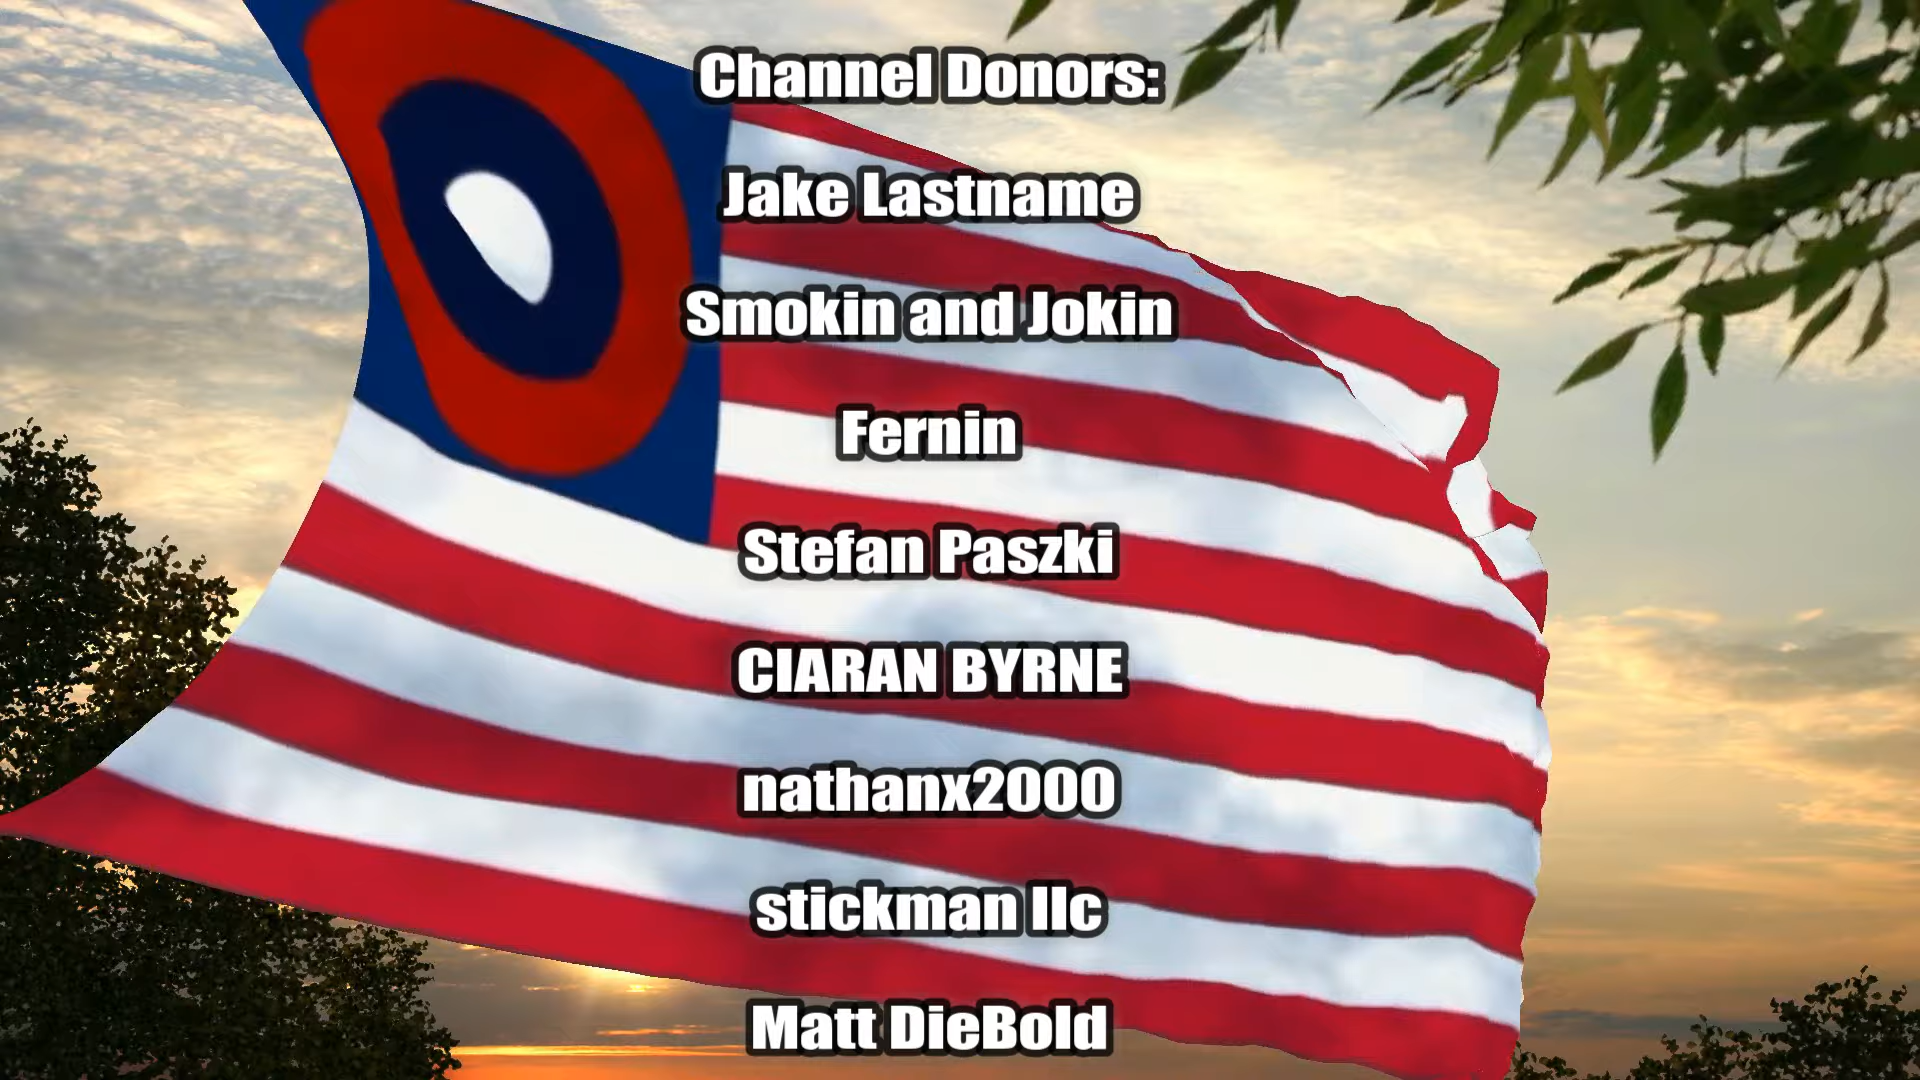 Channel Donors:
Jake Lastname
Smokin and Jokin
Fernin
Stefan Paszki
CIARAN BYRNE
nathanx2000
stickman llc
Matt DieBold